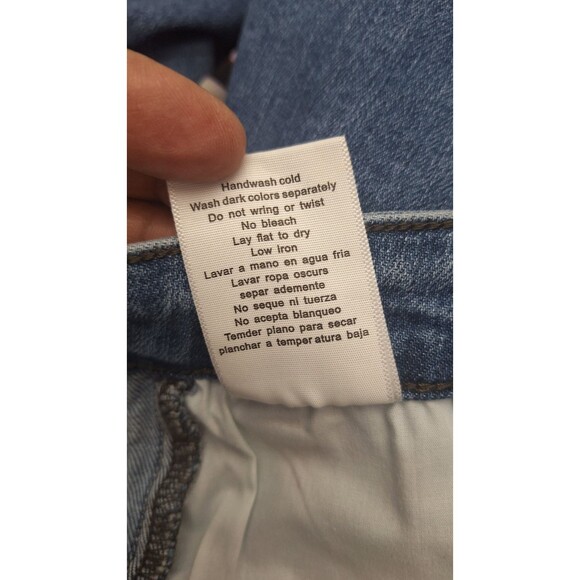 Handwash cold
Wash dark colors separately
Do not wring or twist
No bleach
Lay flat to dry
Low iron
Lavar a mano en agua fria
Lavar ropa oscurs
separ ademente
No seque ni tuerza
No acepta blanqueo
Temder plano para secar
planchar a temper atura baja